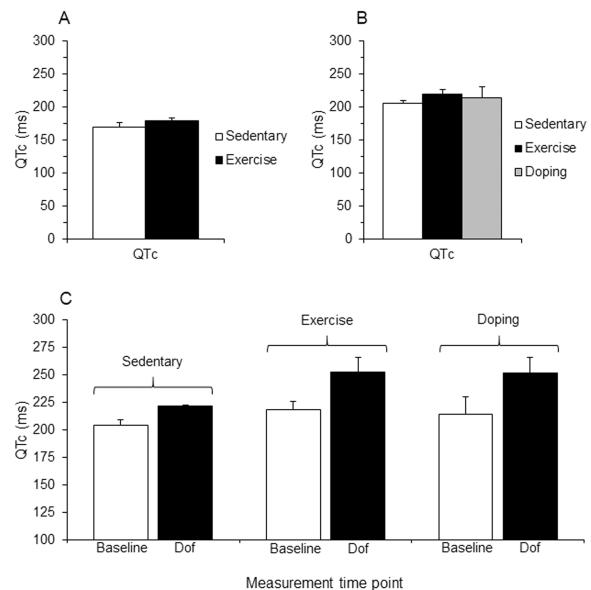 A
300
250
200
150
100
50
0
QTc (ms)
QTc
Sedentary
Exercise
B
300
250
200
150
100
50
0
QTc (ms)
QTc
Sedentary
Exercise
Doping
C
300
275
250
225
200
175
150
125
100
QTc (ms)
Sedentary
Exercise
Doping
Baseline Dof Baseline Dof Baseline Dof
Measurement time point